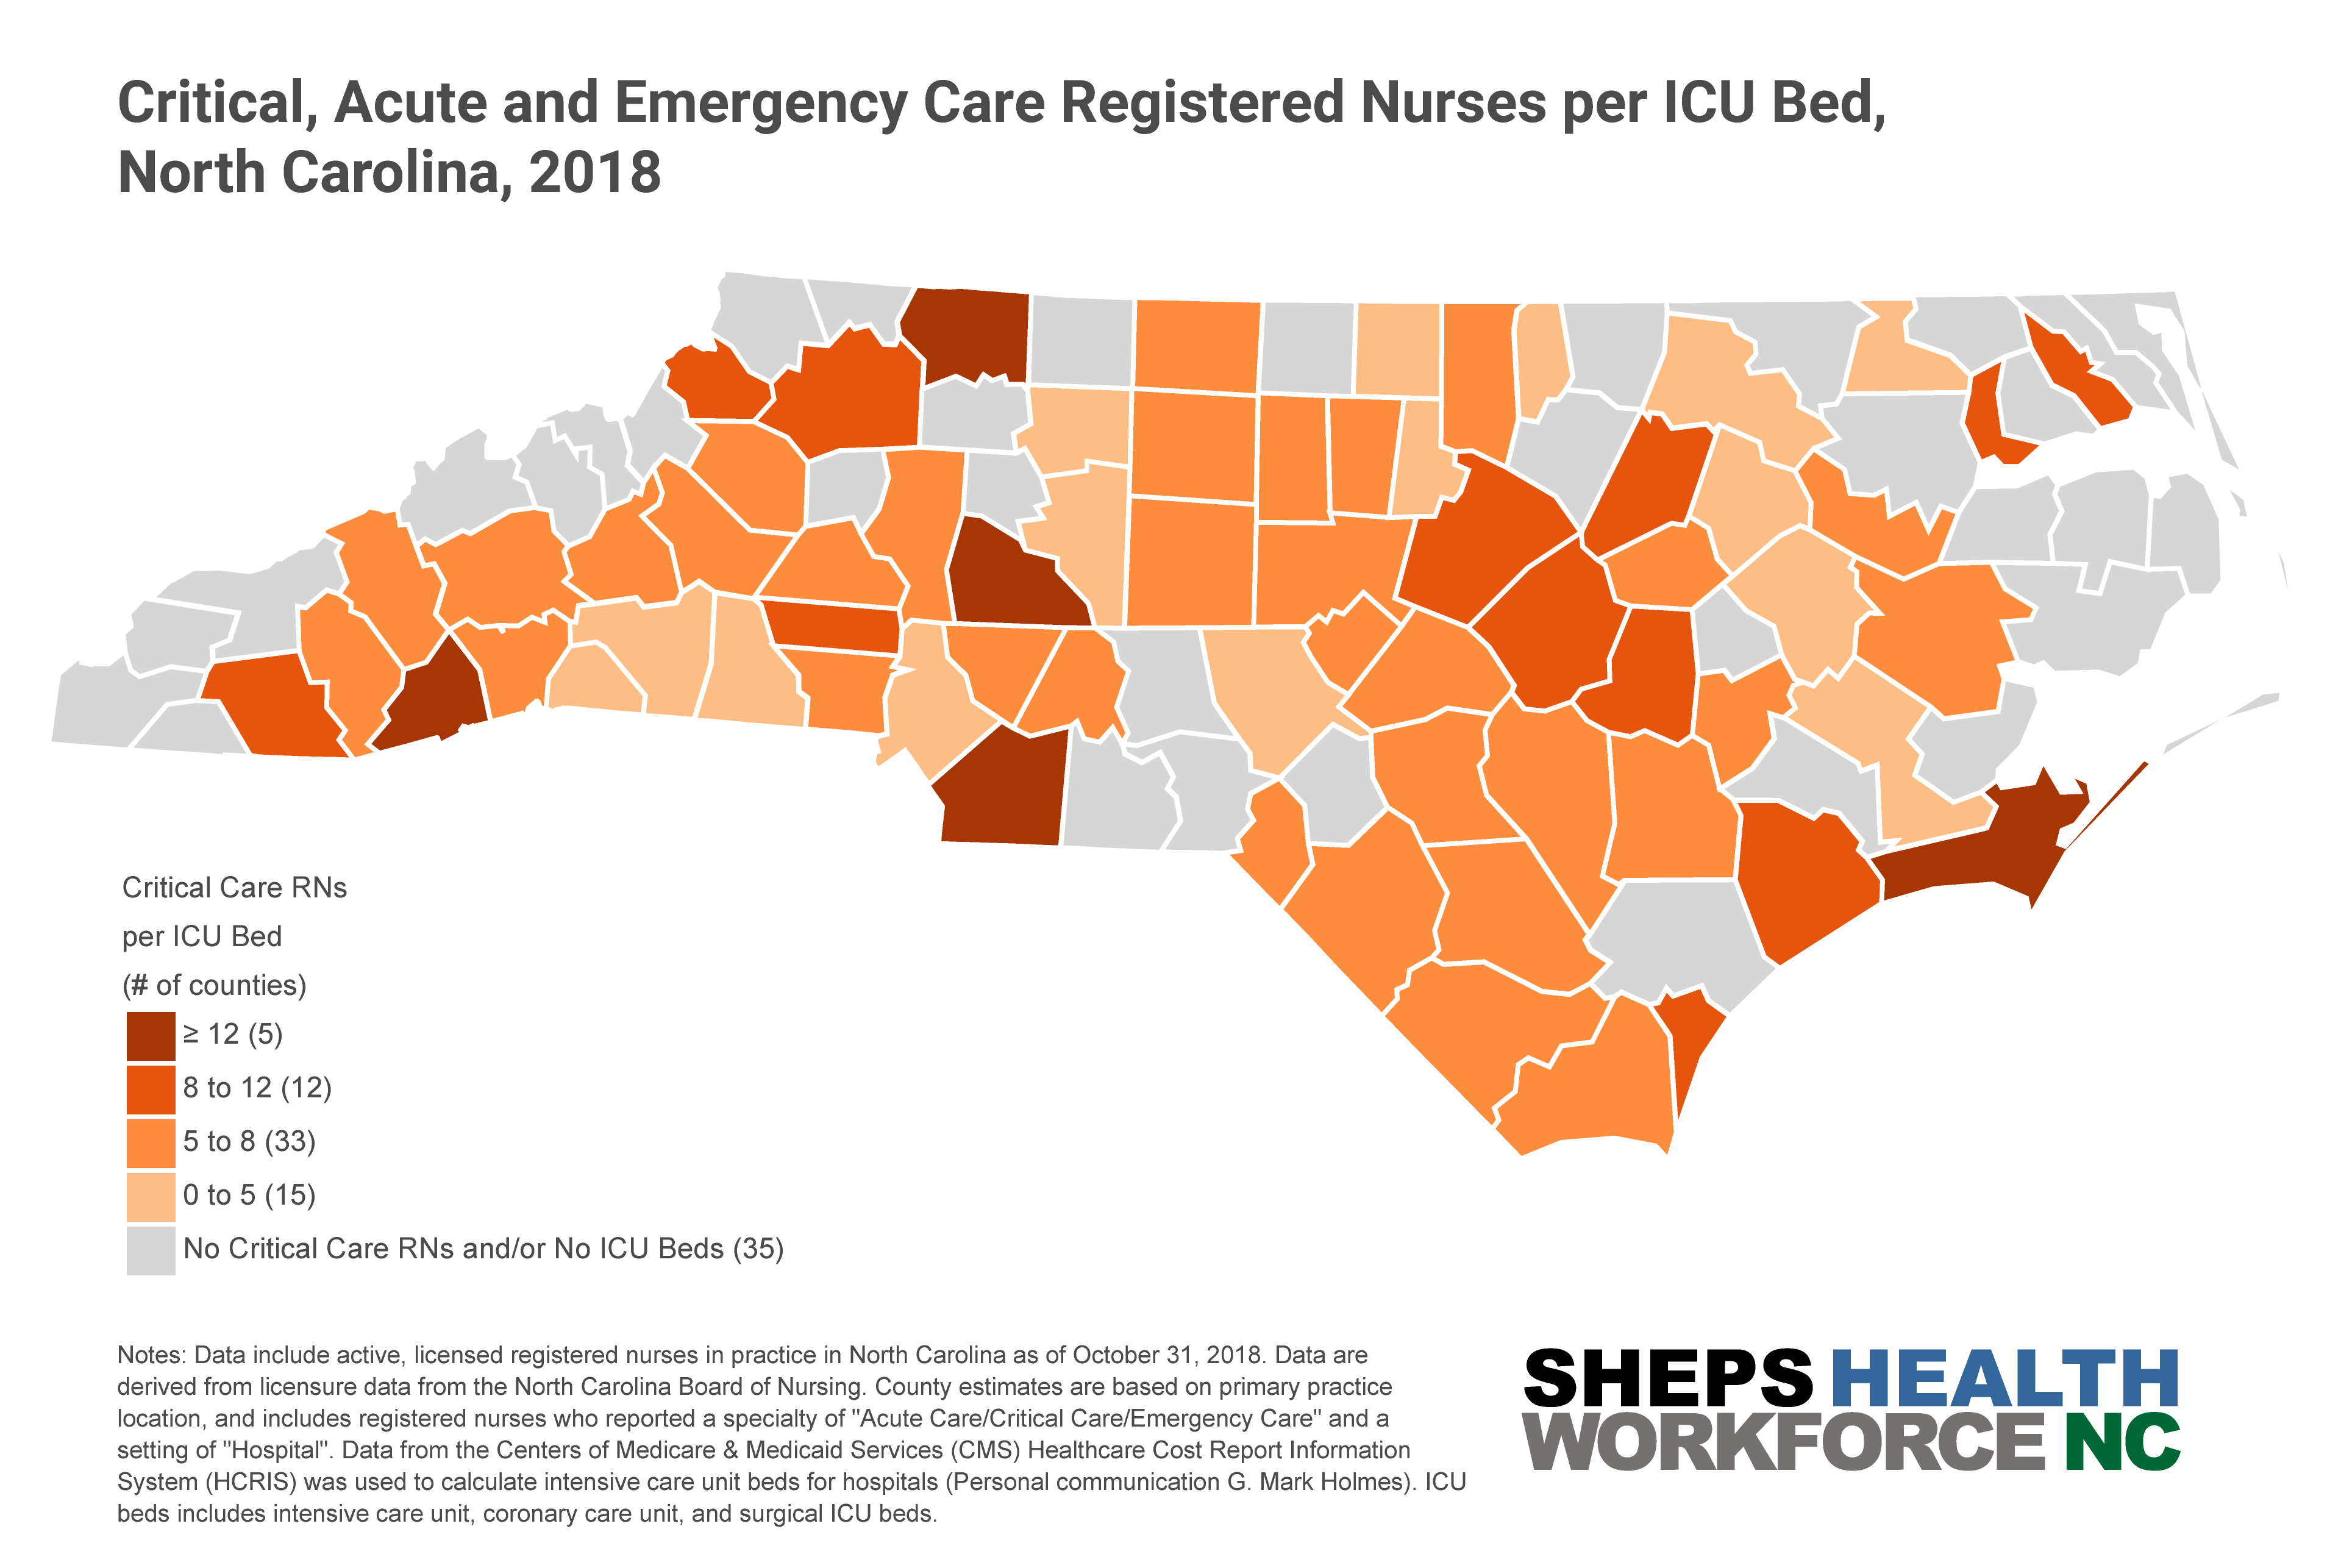 Critical, Acute and Emergency Care Registered Nurses per ICU Bed,
North Carolina, 2018
Critical Care RNs
per ICU Bed
(# of counties)
≥ 12 (5)
8 to 12 (12)
5 to 8 (33)
0 to 5 (15)
No Critical Care RNs and/or No ICU Beds (35)
Notes: Data include active, licensed registered nurses in practice in North Carolina as of October 31, 2018. Data are
derived from licensure data from the North Carolina Board of Nursing. County estimates are based on primary practice
location, and includes registered nurses who reported a specialty of "Acute Care/Critical Care/Emergency Care" and a
setting of "Hospital". Data from the Centers of Medicare & Medicaid Services (CMS) Healthcare Cost Report Information
System (HCRIS) was used to calculate intensive care unit beds for hospitals (Personal communication G. Mark Holmes). ICU
beds includes intensive care unit, coronary care unit, and surgical ICU beds.
SHEPS HEALTH
WORKFORCE NC